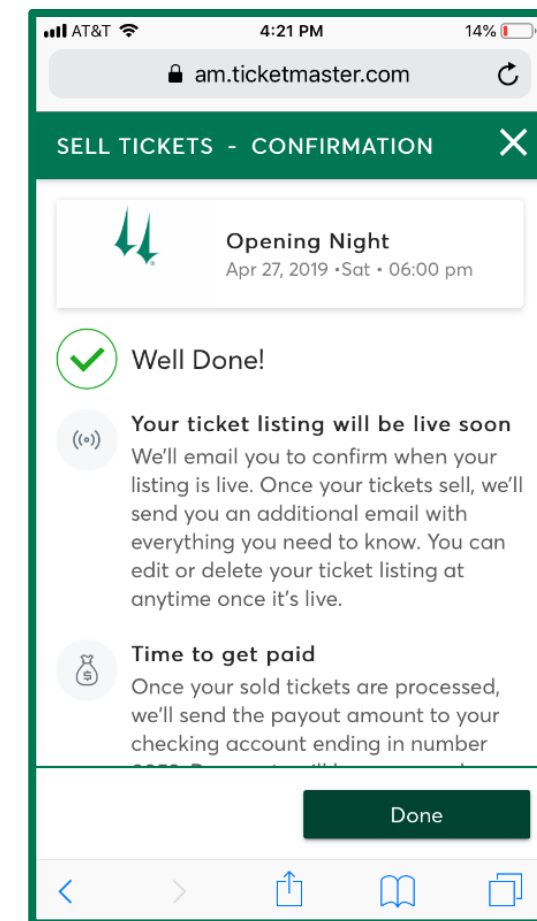 AT&T 4:21 PM 14%
am.ticketmaster.com
SELL TICKETS - CONFIRMATION
Opening Night
Apr 27, 2019 •Sat • 06:00 pm
Well Done!
Your ticket listing will be live soon
We'll email you to confirm when your
listing is live. Once your tickets sell, we'll
send you an additional email with
everything you need to know. You can
edit or delete your ticket listing at
anytime once it's live.
Time to get paid
Once your sold tickets are processed,
we'll send the payout amount to your
checking account ending in number
Done